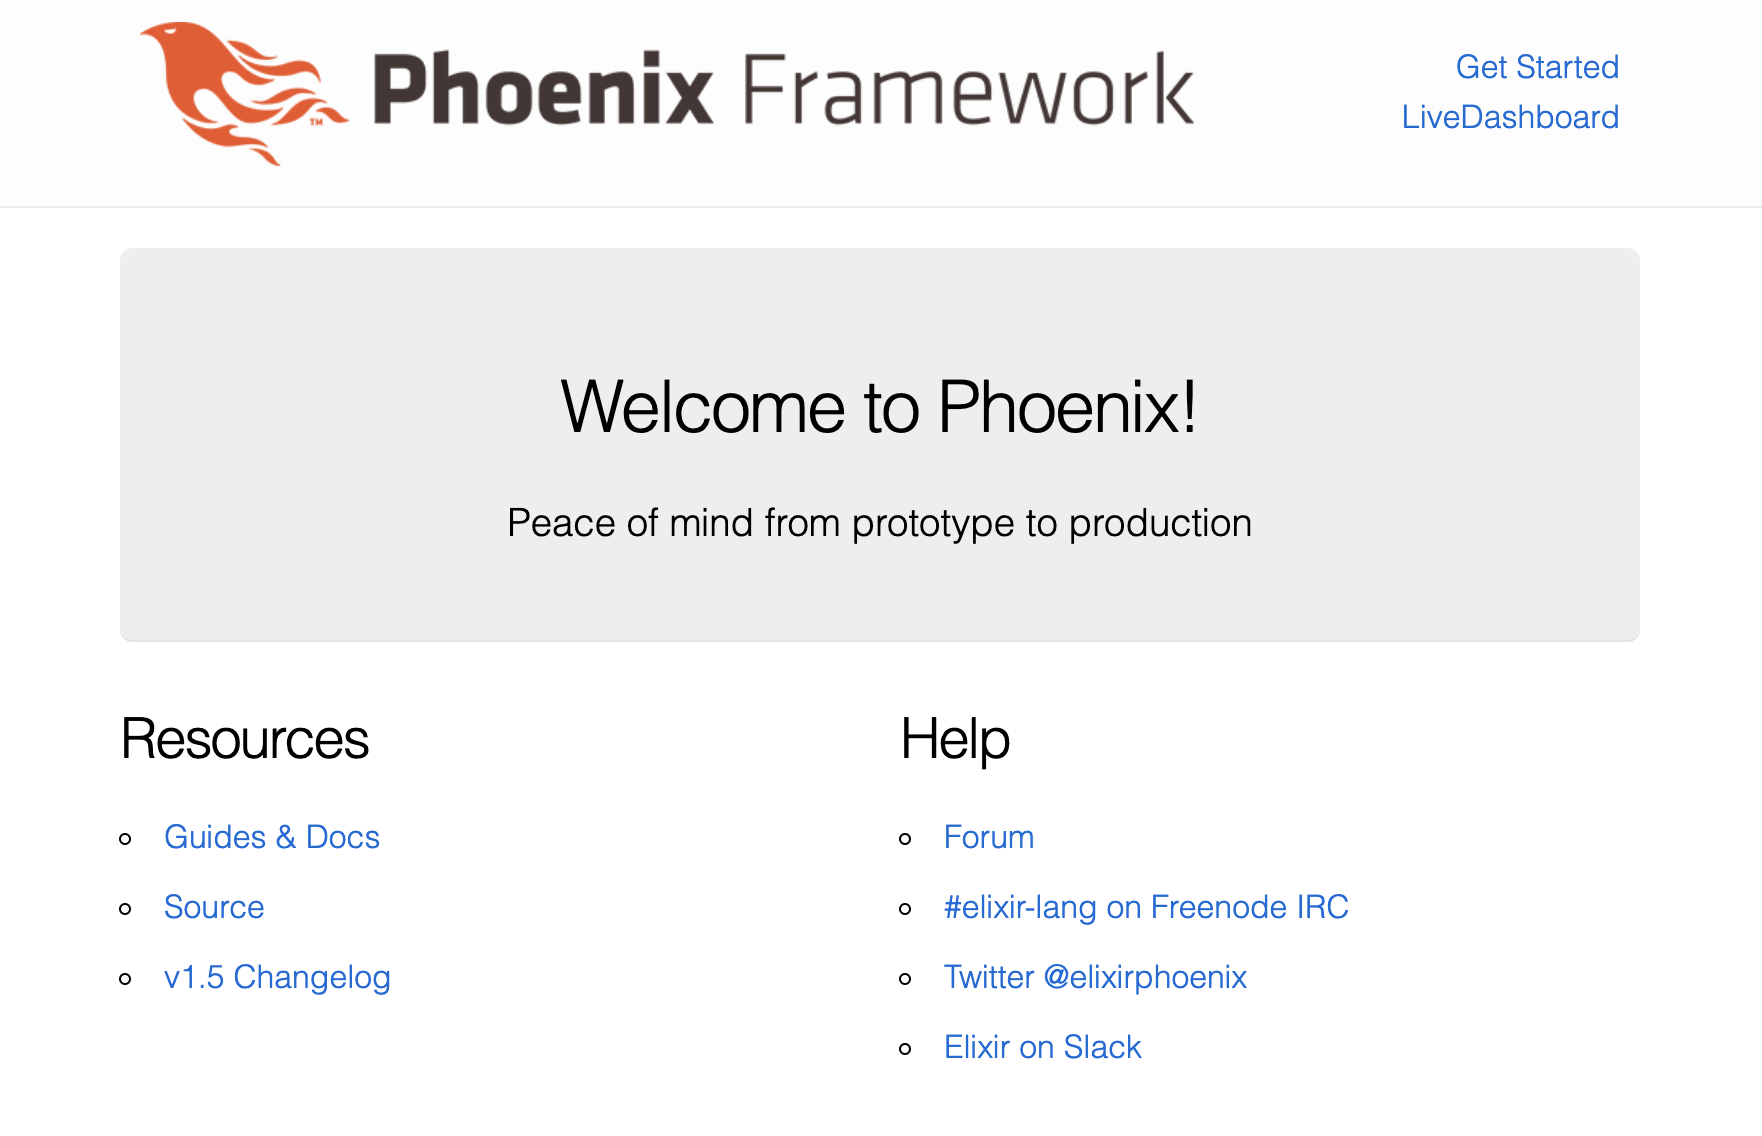 Phoenix Framework
TM
Get Started
LiveDashboard
Welcome to Phoenix!
Peace of mind from prototype to production
Resources
Guides & Docs
Source
v1.5 Changelog
Help
Forum
#elixir-lang on Freenode IRC
Twitter @elixirphoenix
Elixir on Slack